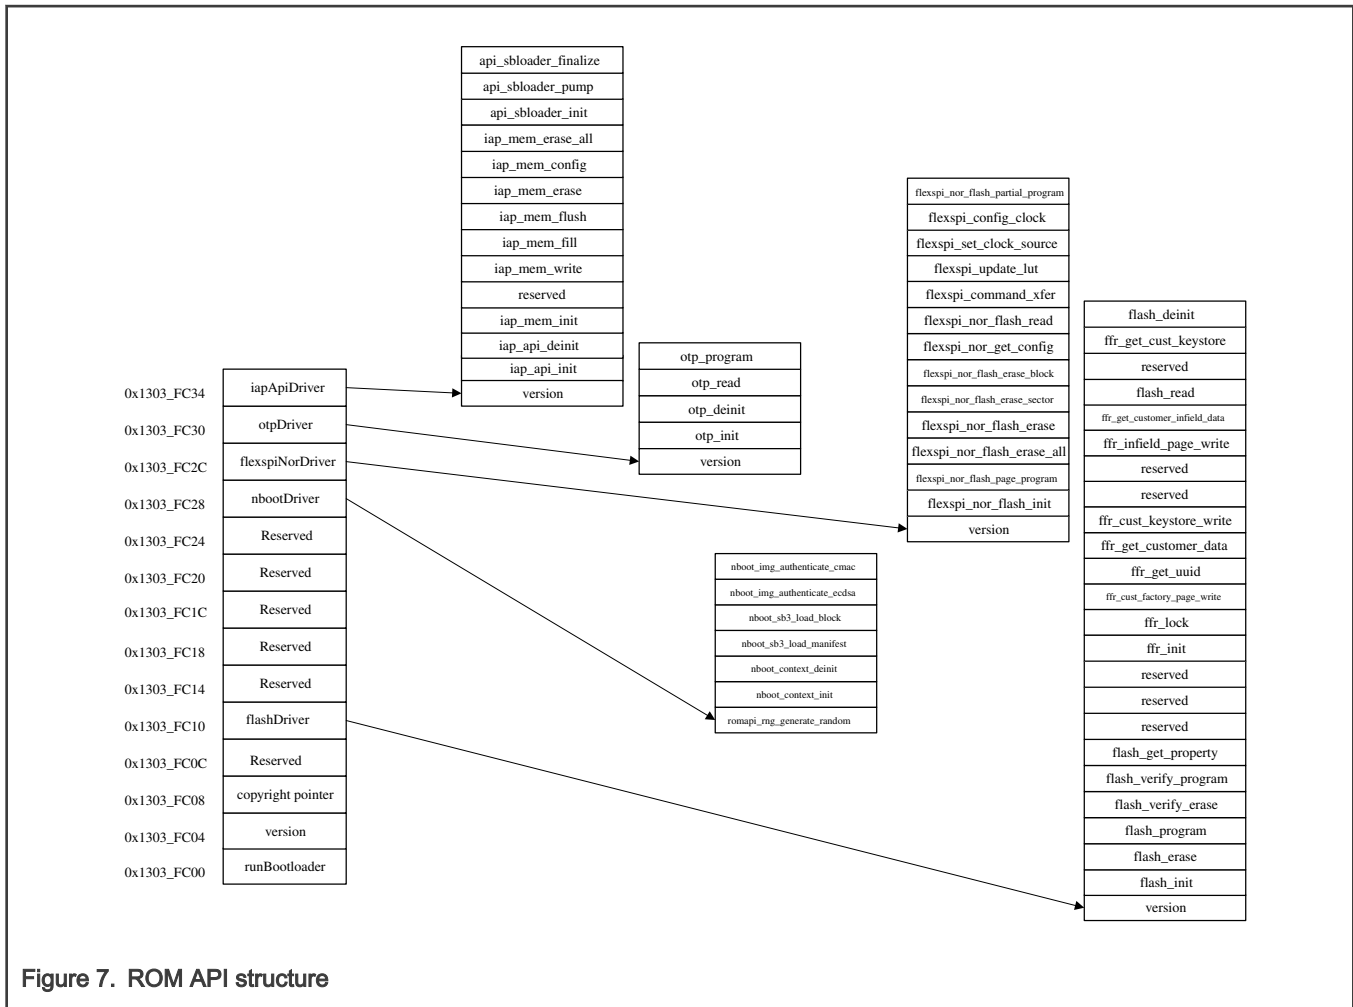 api_sbloader_finalize
api_sbloader_pump
api_sbloader_init
iap_mem_erase_all
iap_mem_config
iap_mem_erase
iap_mem_flush
iap_mem_fill
iap_mem_write
reserved
iap_mem_init
iap_api_deinit
iap_api_init
version
otp_program
otp_read
otp_deinit
otp_init
version
flexspi_nor_flash_partial_program
flexspi_config_clock
flexspi_set_clock_source
flexspi_update_lut
flexspi_command_xfer
flexspi_nor_flash_read
flexspi_nor_get_config
flexspi_nor_flash_erase_block
flexspi_nor_flash_erase_sector
flexspi_nor_flash_erase
flexspi_nor_flash_erase_all
flexspi_nor_flash_page_program
flexspi_nor_flash_init
version
flash_deinit
ffr_get_cust_keystore
reserved
flash_read
ffr_get_customer_infield_data
ffr_infield_page_write
reserved
reserved
ffr_cust_keystore_write
ffr_get_customer_data
ffr_get_uuid
ffr_cust_factory_page_write
ffr_lock
ffr_init
reserved
reserved
reserved
flash_get_property
flash_verify_program
flash_verify_erase
flash_program
flash_erase
flash_init
version
nboot_img_authenticate_cmac
nboot_img_authenticate_ecdsa
nboot_sb3_load_block
nboot_sb3_load_manifest
nboot_context_deinit
nboot_context_init
romapi_rng_generate_random
0x1303_FC34 iapApiDriver
0x1303_FC30 otpDriver
0x1303_FC2C flexspiNorDriver
0x1303_FC28 nbootDriver
0x1303_FC24 Reserved
0x1303_FC20 Reserved
0x1303_FC1C Reserved
0x1303_FC18 Reserved
0x1303_FC14 Reserved
0x1303_FC10 flashDriver
0x1303_FC0C Reserved
0x1303_FC08 copyright pointer
0x1303_FC04 version
0x1303_FC00 runBootloader
Figure 7. ROM API structure